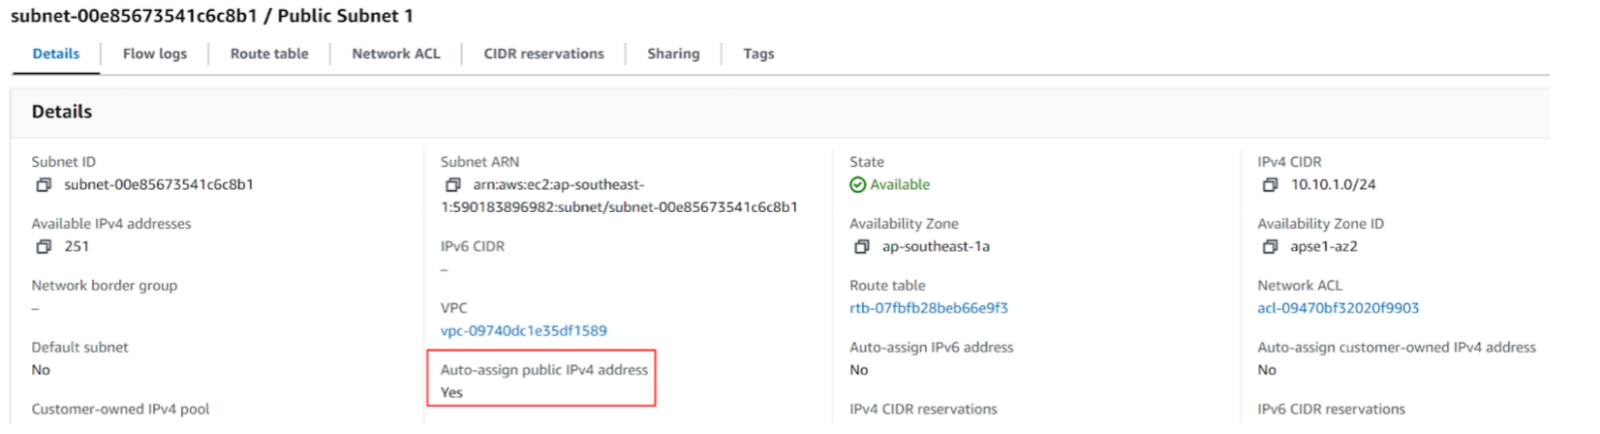 subnet-00e85673541c6c8b1 / Public Subnet 1
Details
Flow logs
Route table
Network ACL
CIDR reservations
Sharing
Tags
Details
Subnet ID
subnet-00e85673541c6c8b1
Available IPv4 addresses
251
Network border group
–
Default subnet
No
Customer-owned IPv4 pool
Subnet ARN
arn:aws:ec2:ap-southeast-
1:590183896982:subnet/subnet-00e85673541c6c8b1
IPv6 CIDR
–
VPC
vpc-09740dc1e35df1589
Auto-assign public IPv4 address
Yes
State
Available
Availability Zone
ap-southeast-1a
Route table
rtb-07fbfb28beb66e9f3
Auto-assign IPv6 address
No
IPv4 CIDR reservations
IPv4 CIDR
10.10.1.0/24
Availability Zone ID
apse1-az2
Network ACL
acl-09470bf32020f9903
Auto-assign customer-owned IPv4 address
No
IPv6 CIDR reservations